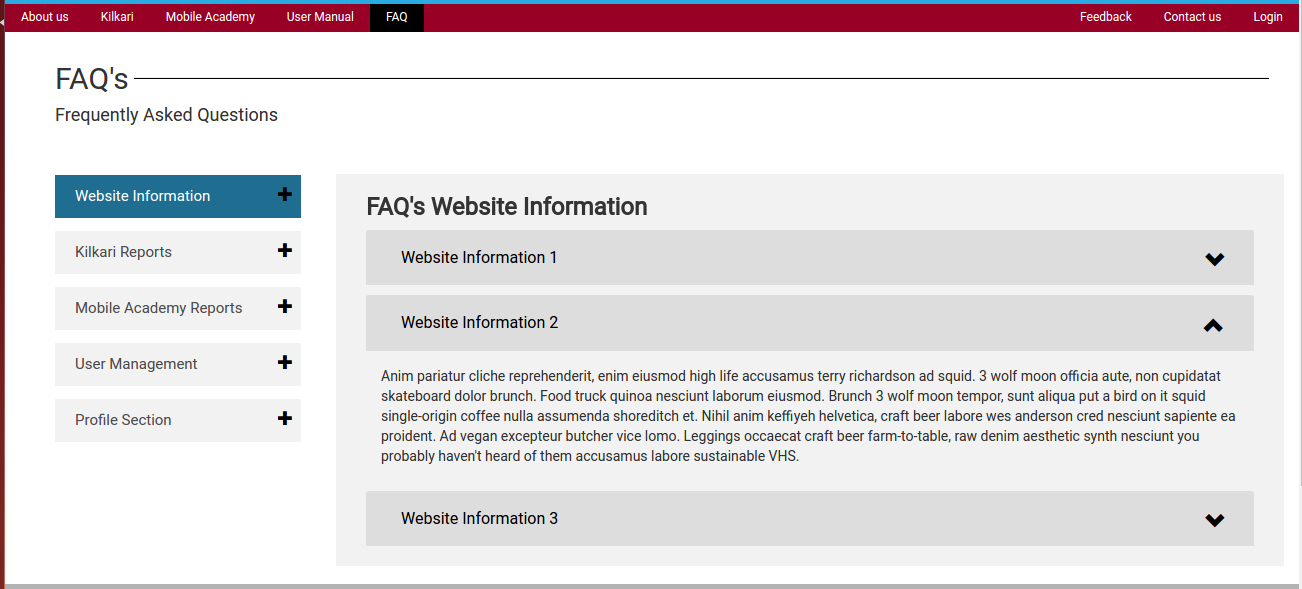 About us Kilkari Mobile Academy User Manual FAQ Feedback Contact us Login
FAQ's
Frequently Asked Questions
Website Information
Kilkari Reports
Mobile Academy Reports
User Management
Profile Section
FAQ's Website Information
Website Information 1
Website Information 2
Anim pariatur cliche reprehenderit, enim eiusmod high life accusamus terry richardson ad squid. 3 wolf moon officia aute, non cupidatat
skateboard dolor brunch. Food truck quinoa nesciunt laborum eiusmod. Brunch 3 wolf moon tempor, sunt aliqua put a bird on it squid
single-origin coffee nulla assumenda shoreditch et. Nihil anim keffiyeh helvetica, craft beer labore wes anderson cred nesciunt sapiente ea
proident. Ad vegan excepteur butcher vice lomo. Leggings occaecat craft beer farm-to-table, raw denim aesthetic synth nesciunt you
probably haven't heard of them accusamus labore sustainable VHS.
Website Information 3